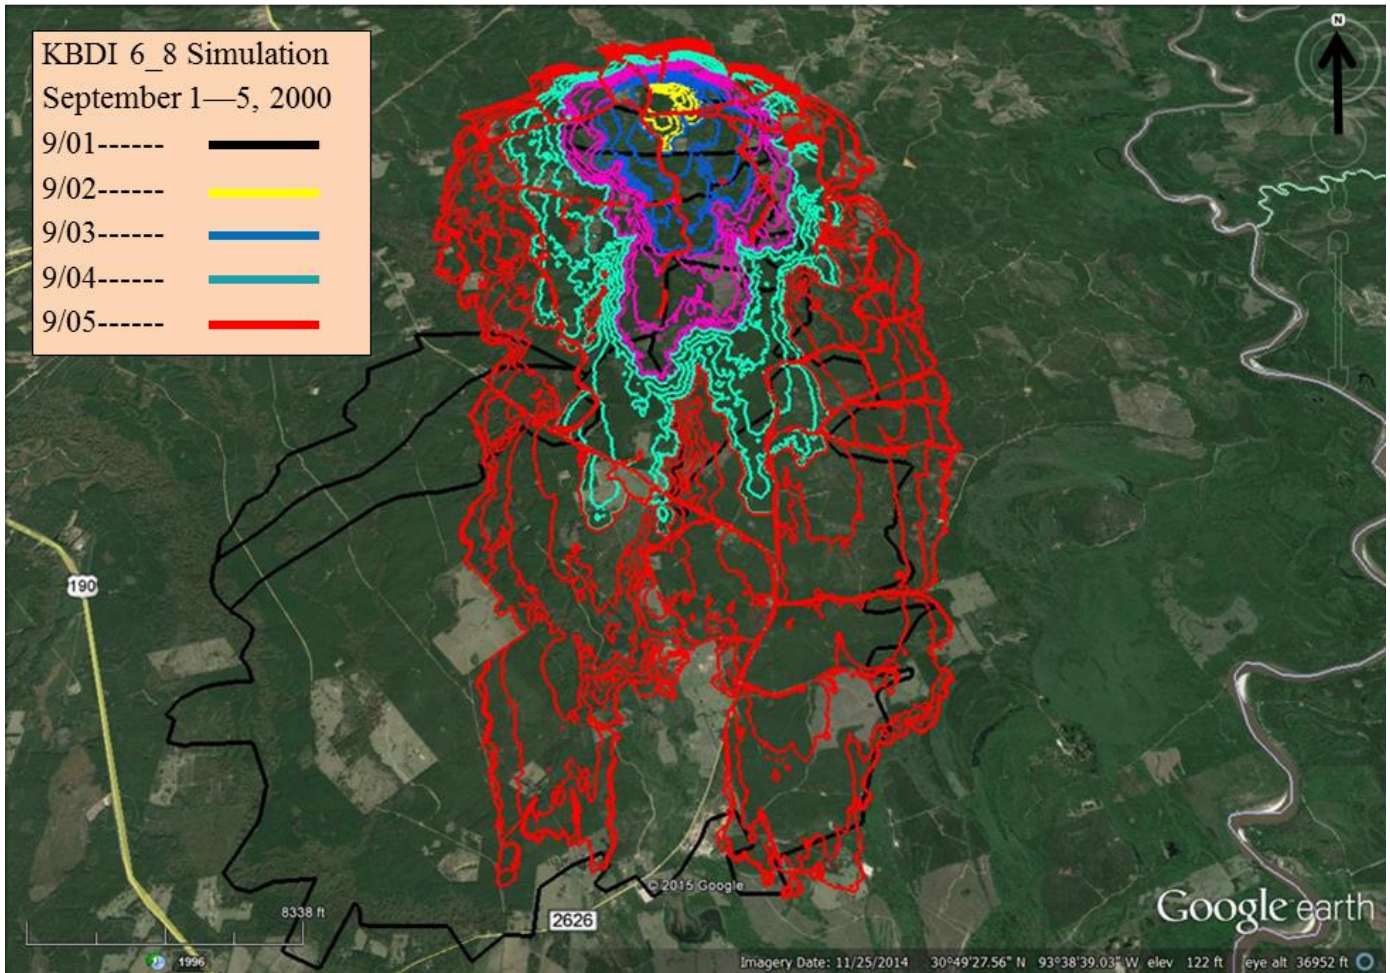 KBDI 6_8 Simulation
September 1—5, 2000
9/01------
9/02------
9/03------
9/04------
9/05------
N
190
© 2015 Google
8338 ft
2626
Google earth
1996
Imagery Date: 11/25/2014 30°49'27.56" N 93°38'39.03" W elev 122 ft eye alt 36952 ft